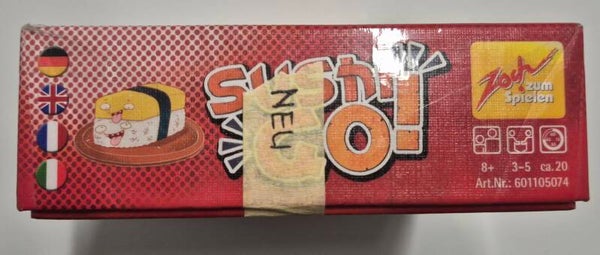 SUSHI
GO!
NEU
Zoch
zum
Spielen
8+ 3-5 ca.20
Art.Nr.: 601105074